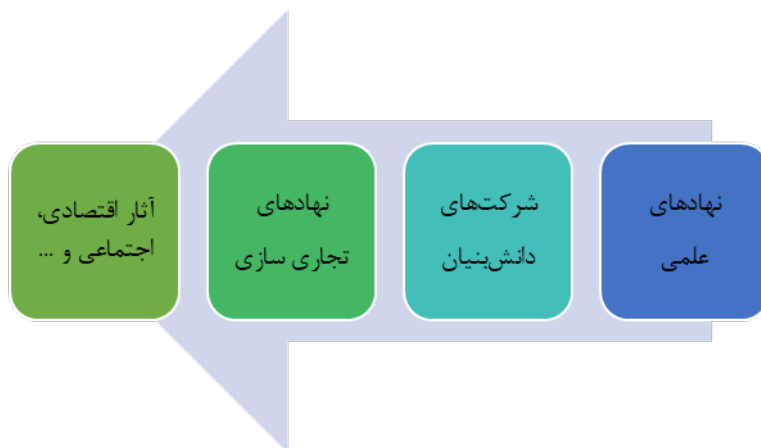 نهادهای
علمی
شرکت‌های
دانش‌بنیان
نهادهای
تجاری سازی
آثار اقتصادی،
اجتماعی و ...